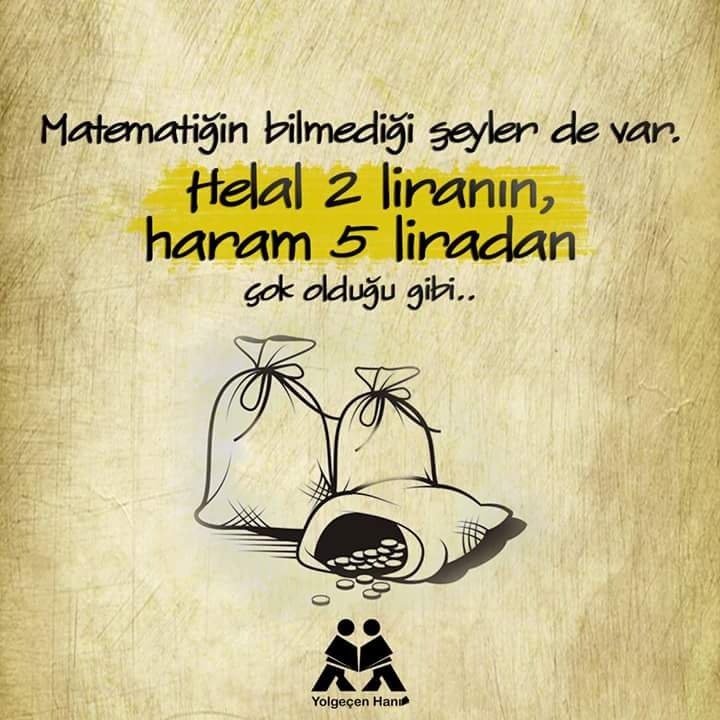 Matematiğin bilmediği şeyler de var.
Helal 2 liranın,
haram 5 liradan
çok olduğu gibi..
Yolgeçen Hanı